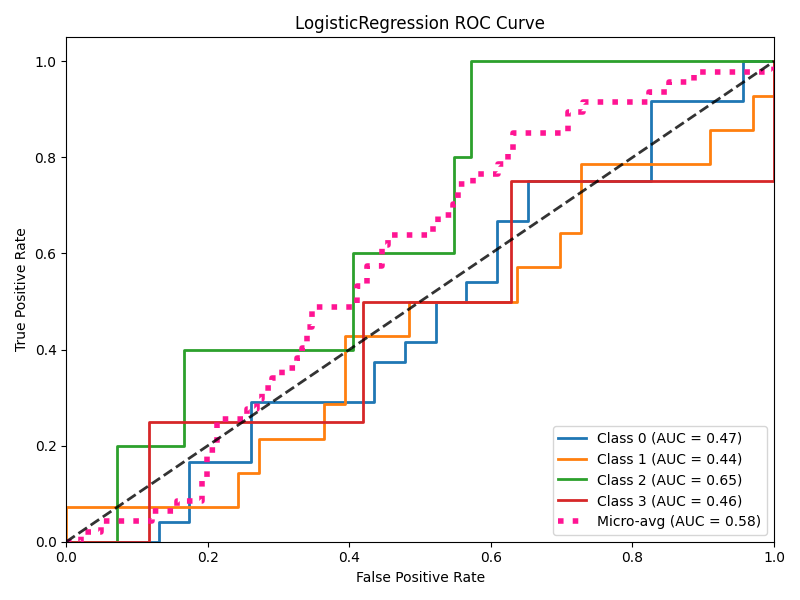 LogisticRegression ROC Curve
True Positive Rate
1.0
0.8
0.6
0.4
0.2
0.0
0.0 0.2 0.4 0.6 0.8 1.0
False Positive Rate
Class 0 (AUC = 0.47)
Class 1 (AUC = 0.44)
Class 2 (AUC = 0.65)
Class 3 (AUC = 0.46)
Micro-avg (AUC = 0.58)